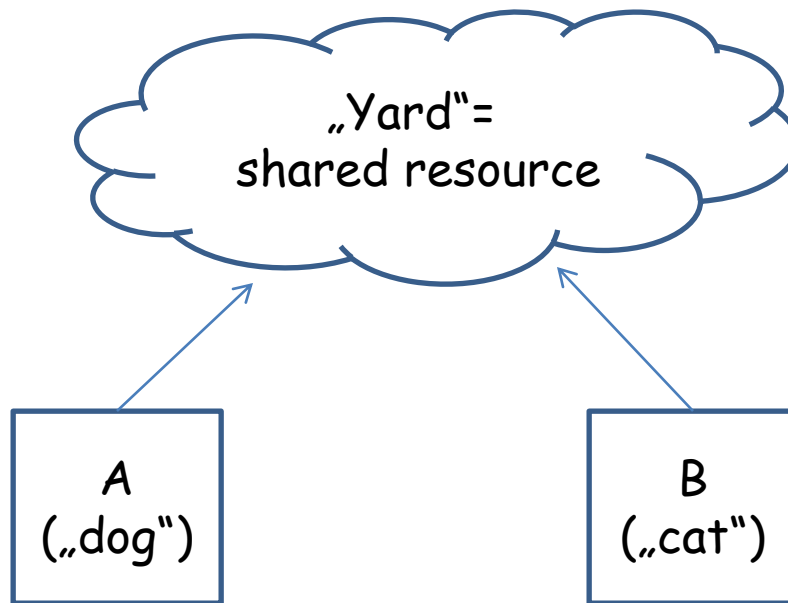 „Yard“=
shared resource
A
(„dog“)
B
(„cat“)